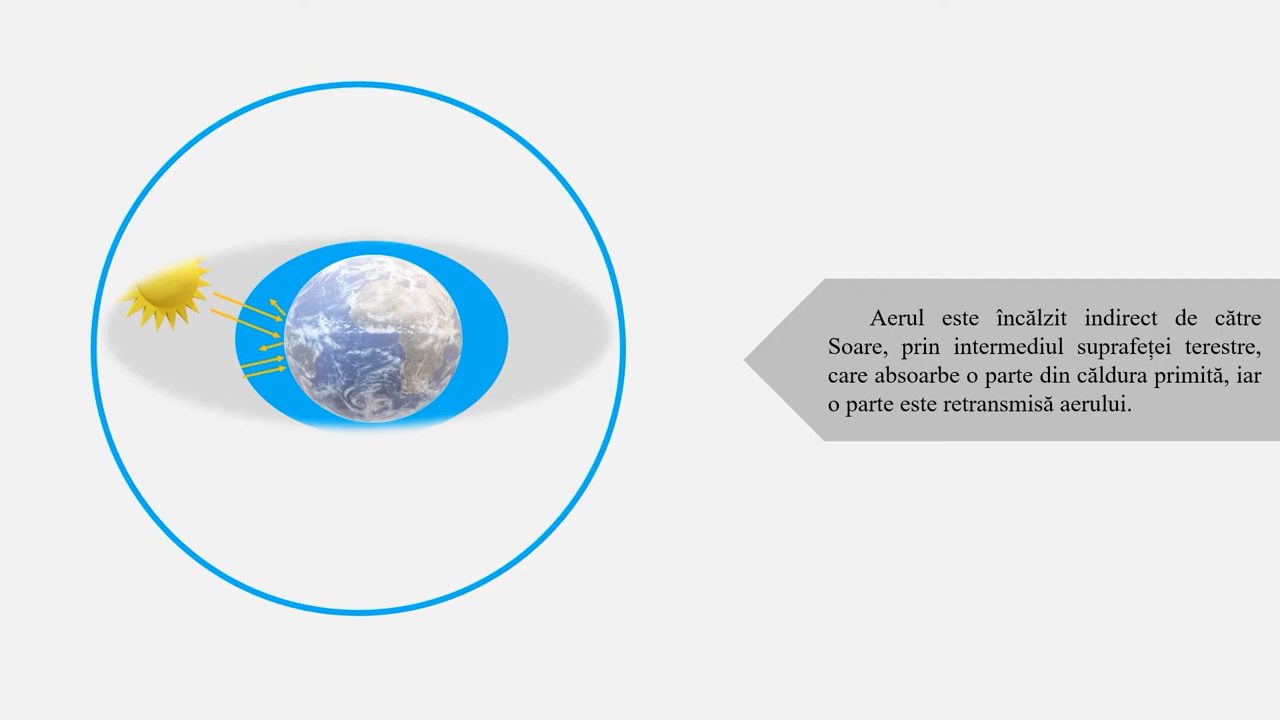 Aerul este încălzit indirect de către
Soare, prin intermediul suprafeței terestre,
care absoarbe o parte din căldura primită, iar
o parte este retransmisă aerului.